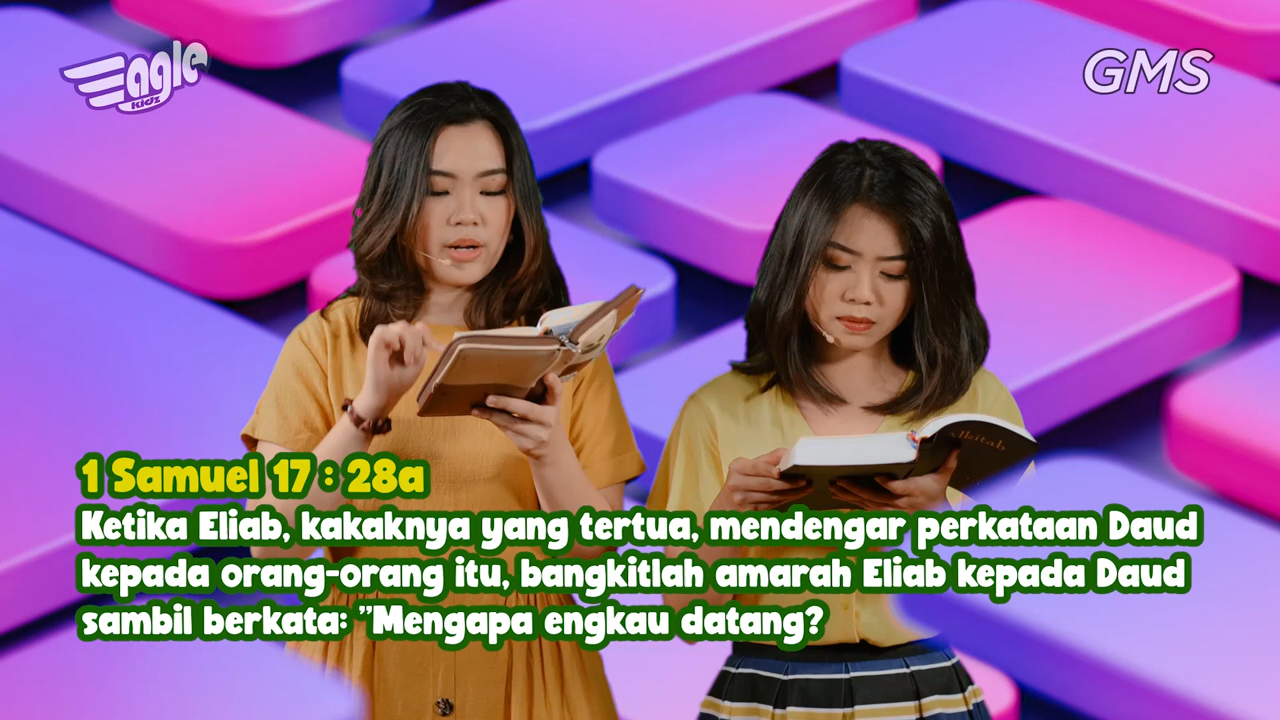 Eagle
kidz
GMS
Alkitab
1 Samuel 17 : 28a
Ketika Eliab, kakaknya yang tertua, mendengar perkataan Daud
kepada orang-orang itu, bangkitlah amarah Eliab kepada Daud
sambil berkata: ”Mengapa engkau datang?